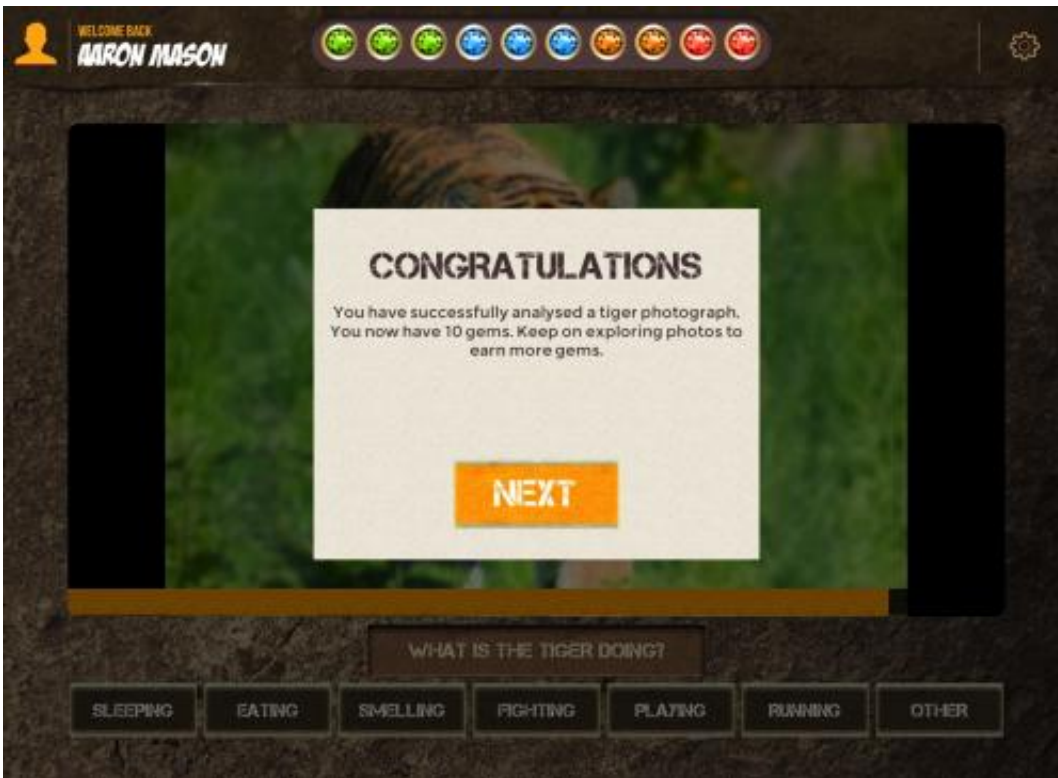 WELCOME BACK
AARON MASON
CONGRATULATIONS
You have successfully analysed a tiger photograph.
You now have 10 gems. Keep on exploring photos to
earn more gems.
NEXT
WHAT IS THE TIGER DOING?
SLEEPING
EATING
SMELLING
FIGHTING
PLAYING
RUNNING
OTHER